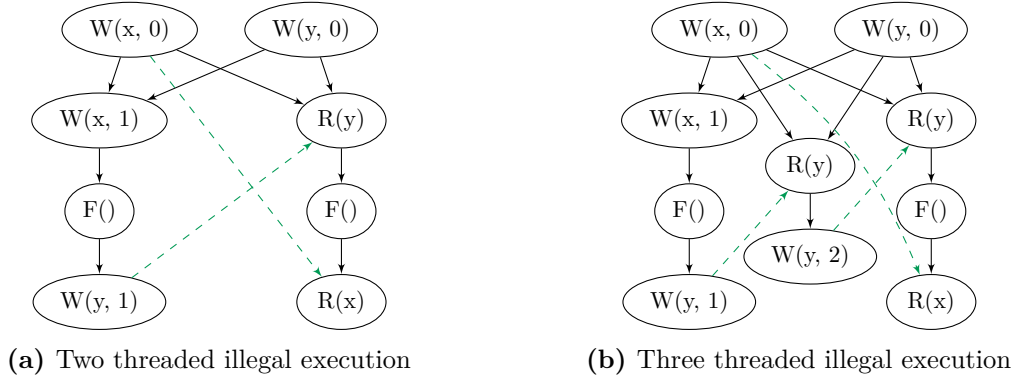 W(x, 0) W(y, 0)
W(x, 1) R(y)
F() F()
W(y, 1) R(x)
(a) Two threaded illegal execution
W(x, 0) W(y, 0)
W(x, 1) R(y)
R(y)
F() F()
W(y, 2)
W(y, 1) R(x)
(b) Three threaded illegal execution